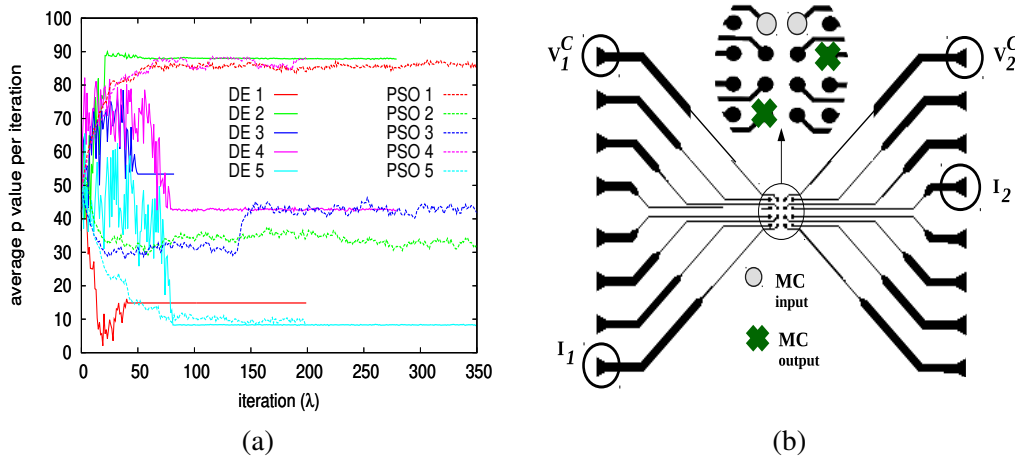 average p value per iteration
100
90
80
70
60
50
40
30
20
10
0
DE 1
DE 2
DE 3
DE 4
DE 5
PSO 1
PSO 2
PSO 3
PSO 4
PSO 5
0 50 100 150 200 250 300 350
iteration (λ)
(a)
V₁ᶜ
V₂ᶜ
I₂
MC
input
MC
output
I₁
(b)